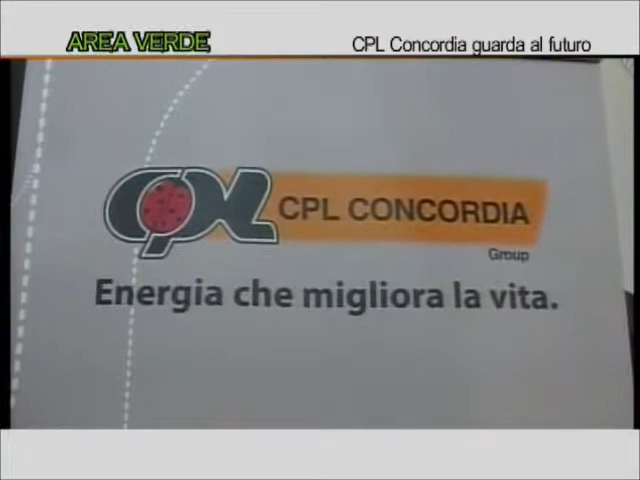 AREA VERDE
CPL Concordia guarda al futuro
CPL CPL CONCORDIA
Group
Energia che migliora la vita.